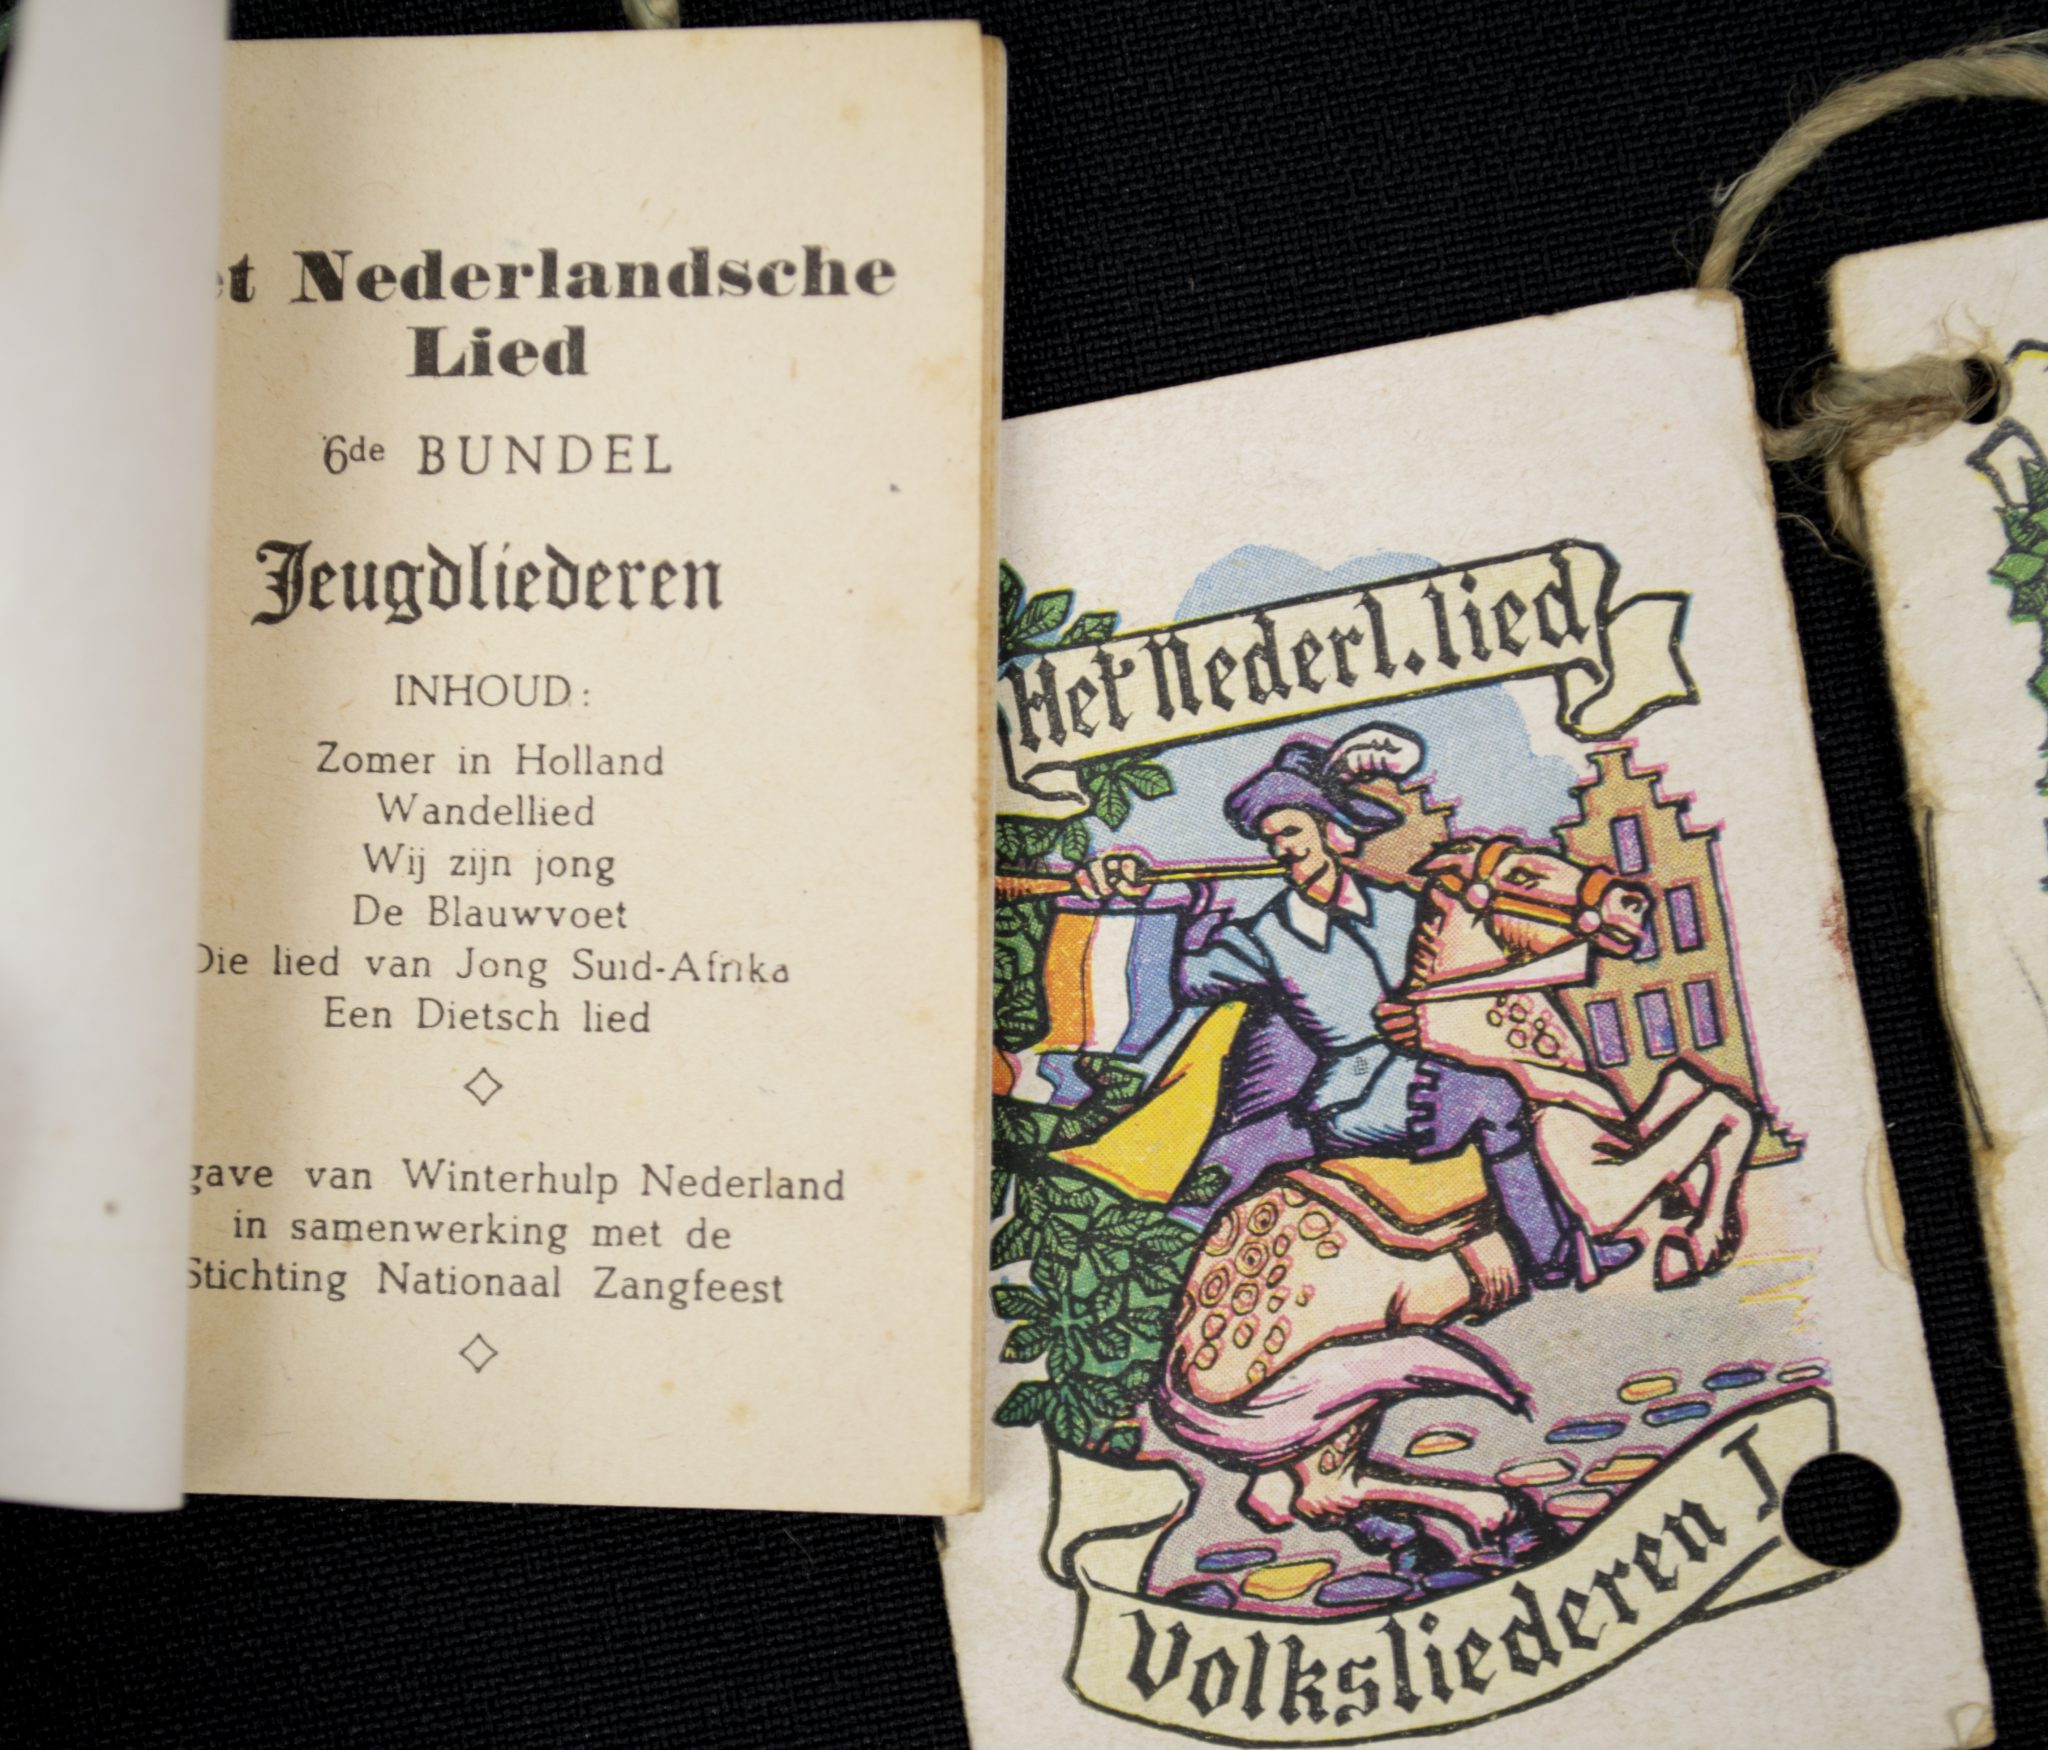 et Nederlandsche
Lied
6de BUNDEL
Jeugdliederen
INHOUD:
Zomer in Holland
Wandellied
Wij zijn jong
De Blauwvoet
Die lied van Jong Suid-Afrika
Een Dietsch lied
gave van Winterhulp Nederland
in samenwerking met de
Stichting Nationaal Zangfeest
Het Nederl. lied
Volksliederen I